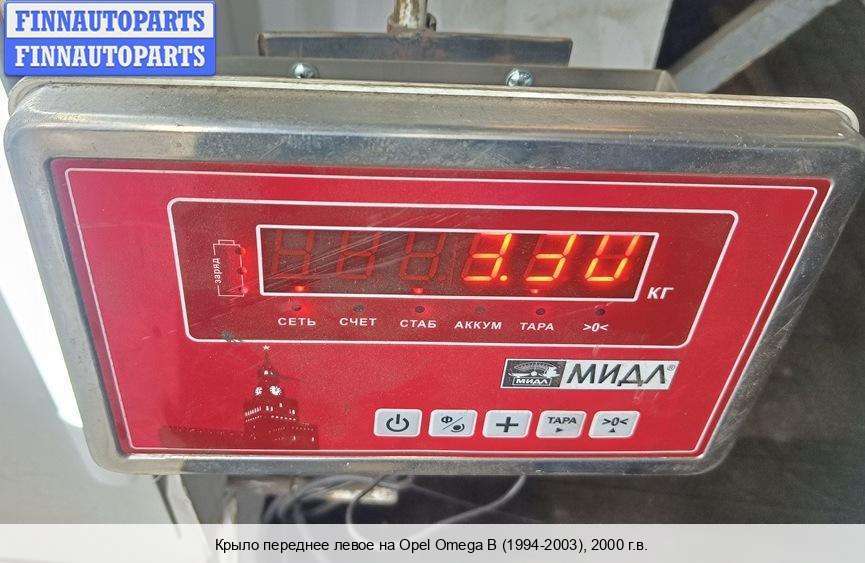 FINNAUTOPARTS
FINNAUTOPARTS
заряд
3.30
КГ
СЕТЬ СЧЕТ СТАБ АККУМ ТАРА >0<
МИДЛ МИДЛ®
Ф/ + ТАРА >0<
Крыло переднее левое на Opel Omega B (1994-2003), 2000 г.в.